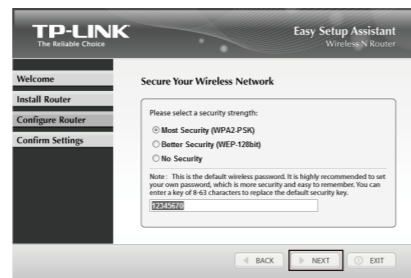 TP-LINK
The Reliable Choice
Easy Setup Assistant
Wireless N Router
Welcome
Install Router
Configure Router
Confirm Settings
Secure Your Wireless Network
Please select a security strength:
Most Security (WPA2-PSK)
Better Security (WEP-128bit)
No Security
Note: This is the default wireless password. It is highly recommended to set
your own password, which is more security and easy to remember. You can
enter a key of 8-63 characters to replace the default security key.
12345670
BACK
NEXT
EXIT